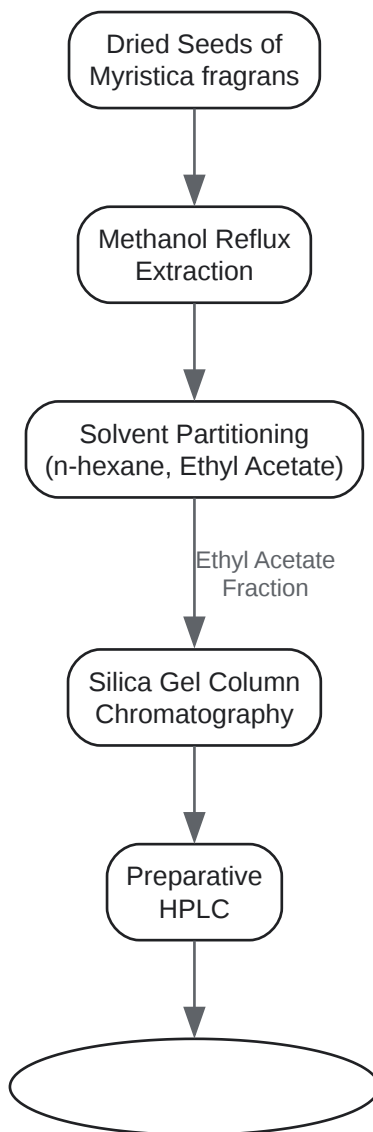 Dried Seeds of
Myristica fragrans
Methanol Reflux
Extraction
Solvent Partitioning
(n-hexane, Ethyl Acetate)
Ethyl Acetate
Fraction
Silica Gel Column
Chromatography
Preparative
HPLC